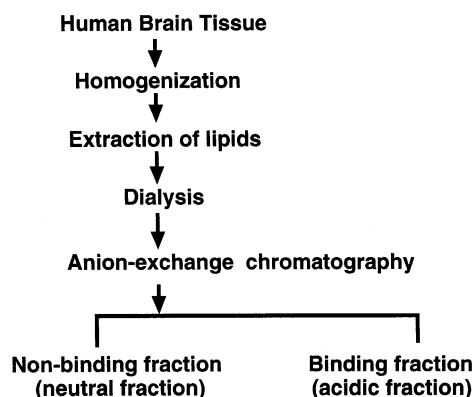 Human Brain Tissue
Homogenization
Extraction of lipids
Dialysis
Anion-exchange chromatography
Non-binding fraction
(neutral fraction)
Binding fraction
(acidic fraction)